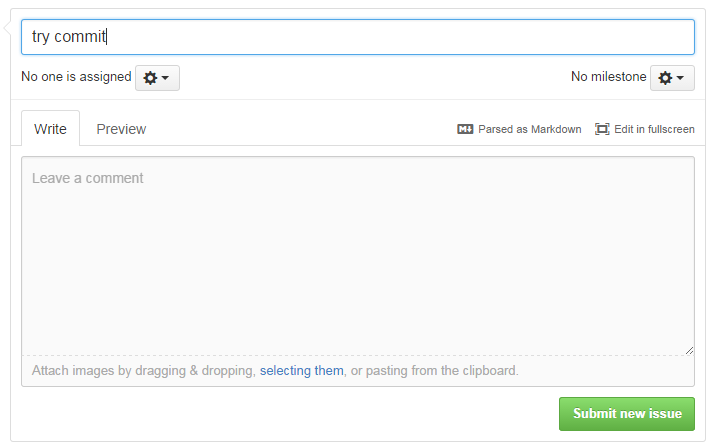 try commit
No one is assigned No milestone
Write Preview Parsed as Markdown Edit in fullscreen
Leave a comment
Attach images by dragging & dropping, selecting them, or pasting from the clipboard.
Submit new issue